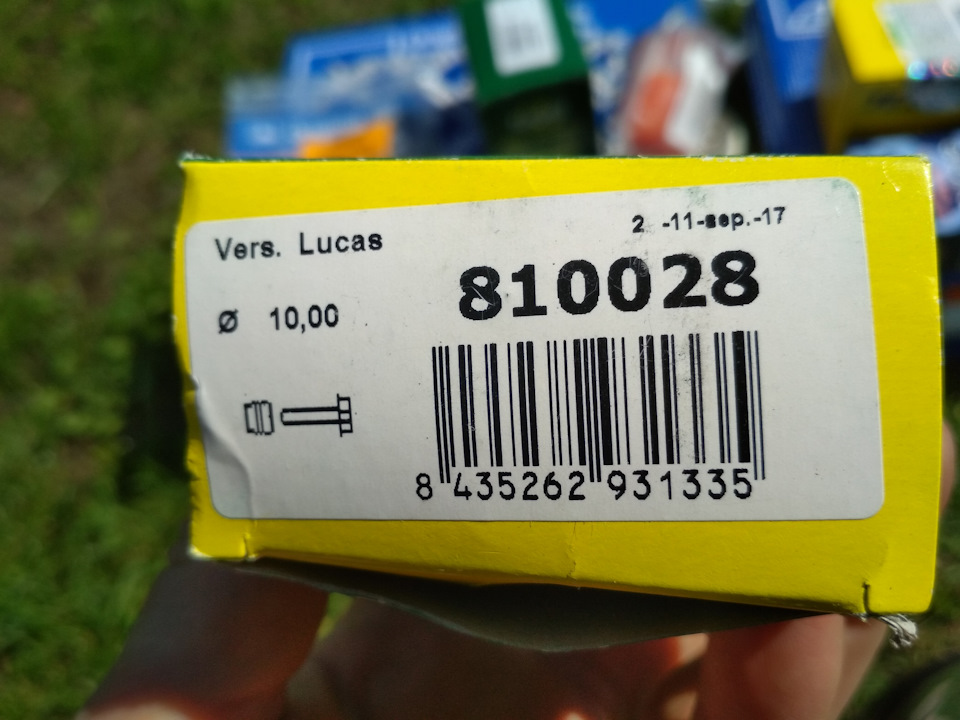 2 -11-sep.-17
Vers. Lucas
810028
Ø 10,00
8 435262 931335